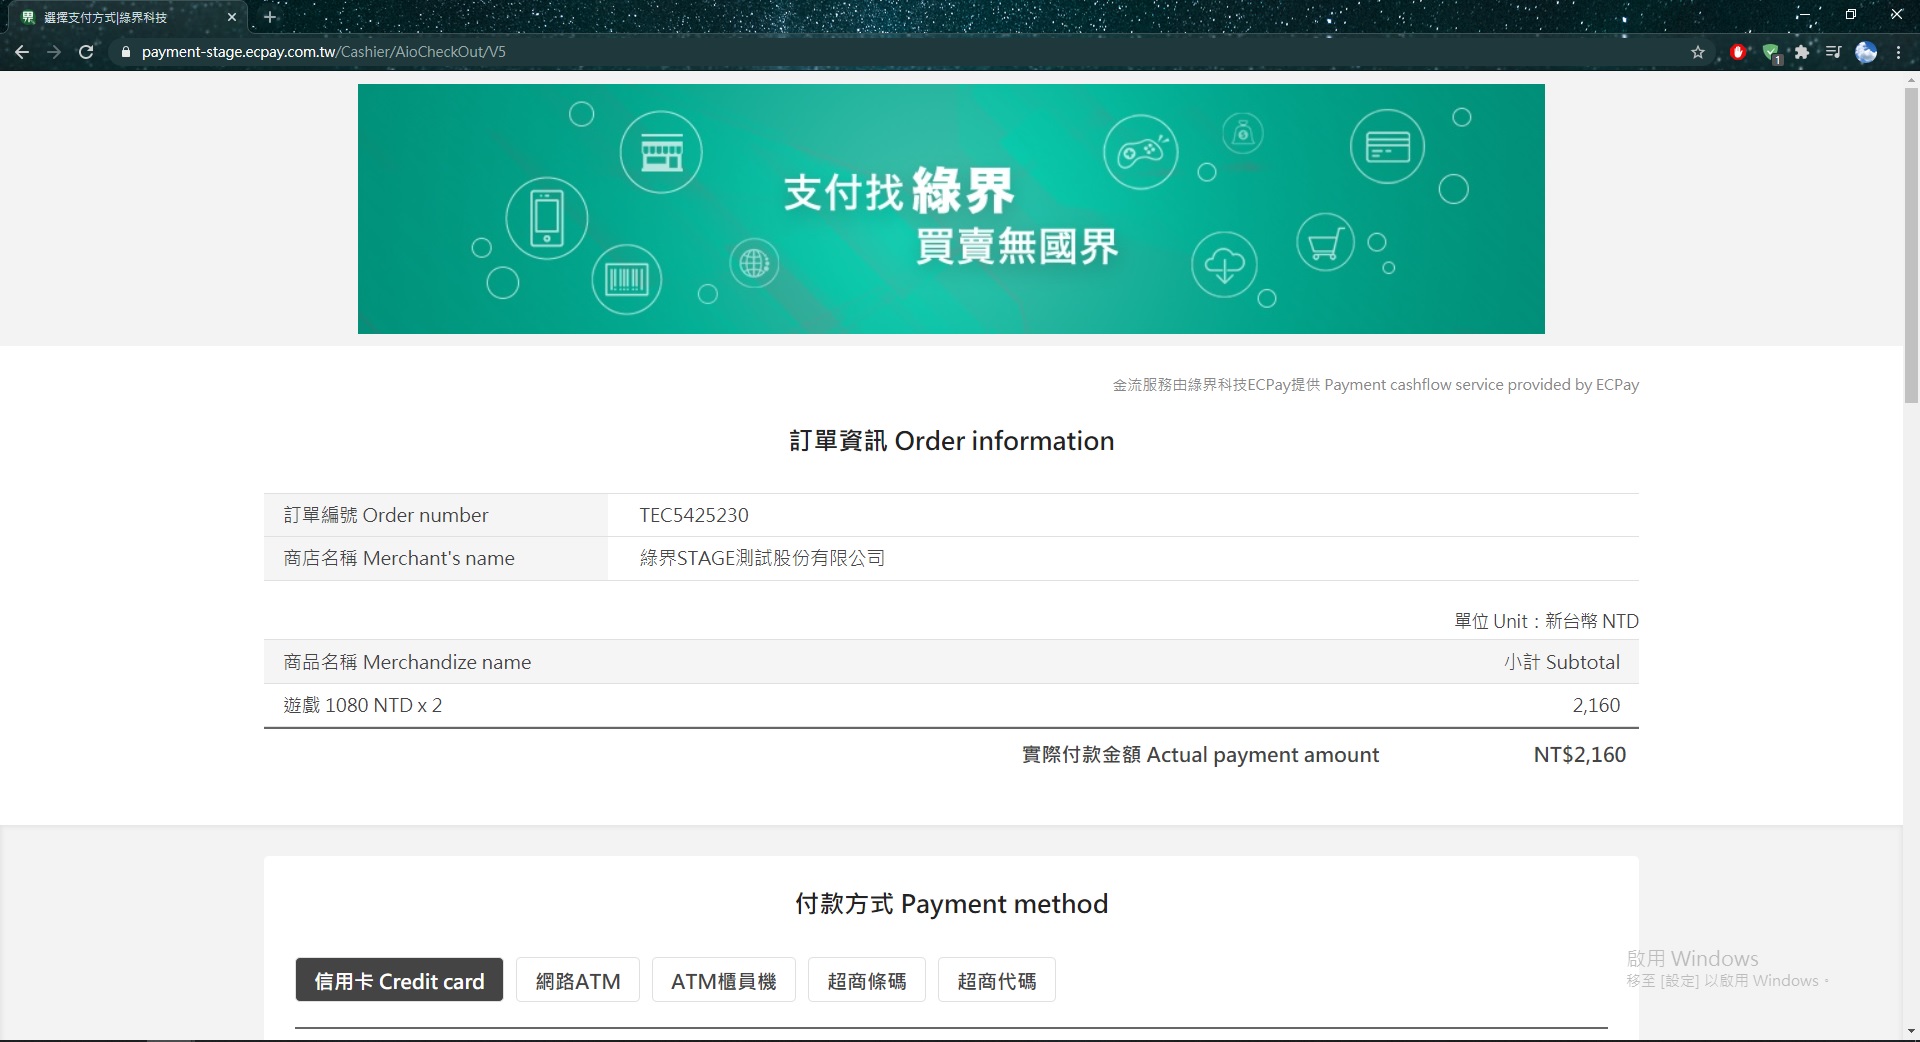 選擇支付方式|綠界科技
payment-stage.ecpay.com.tw/Cashier/AioCheckOut/V5
1
支付找 綠界
買賣無國界
金流服務由綠界科技ECPay提供 Payment cashflow service provided by ECPay
訂單資訊 Order information
訂單編號 Order number TEC5425230
商店名稱 Merchant's name 綠界STAGE測試股份有限公司
單位 Unit：新台幣 NTD
商品名稱 Merchandize name 小計 Subtotal
遊戲 1080 NTD x 2 2,160
實際付款金額 Actual payment amount NT$2,160
付款方式 Payment method
信用卡 Credit card 網路ATM ATM櫃員機 超商條碼 超商代碼
啟用 Windows
移至 [設定] 以啟用 Windows。